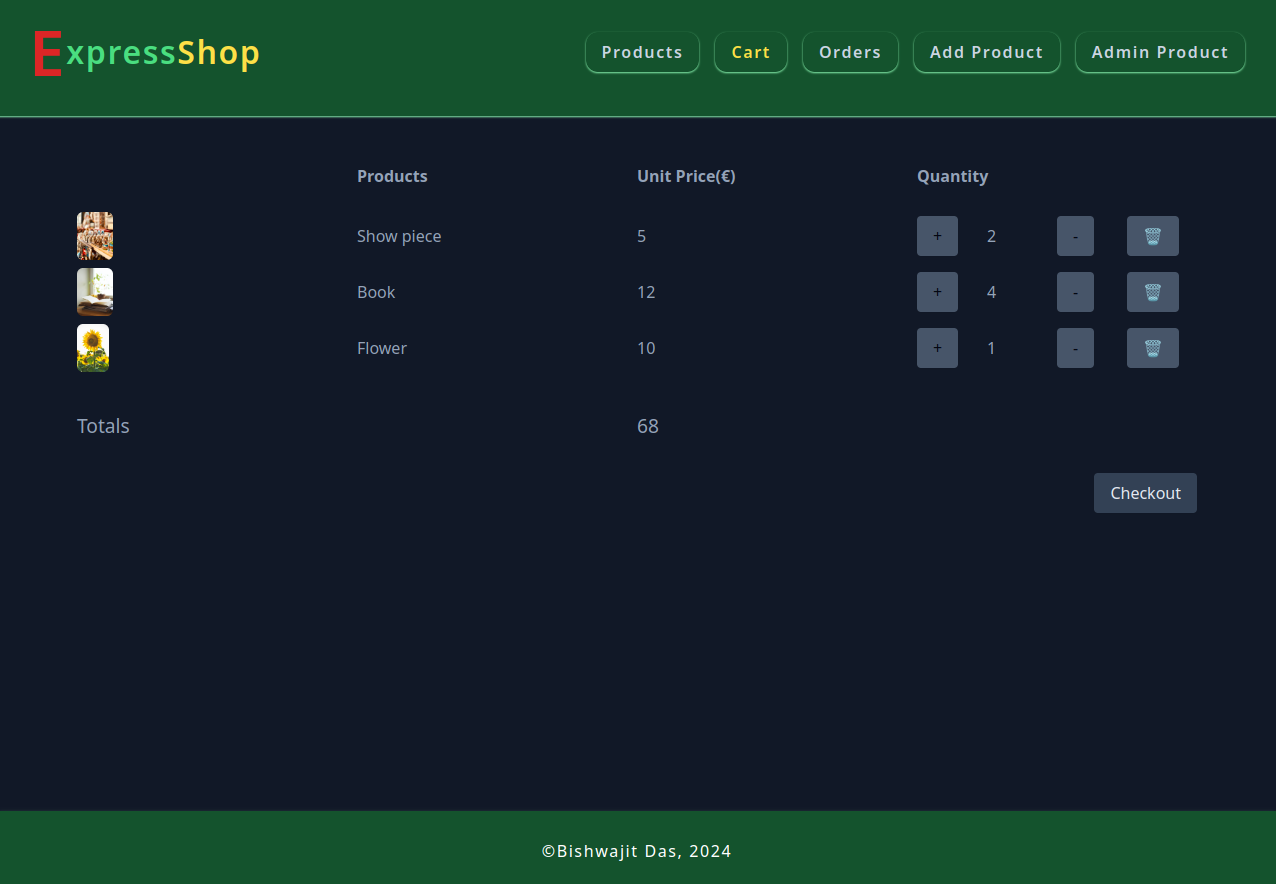 ExpressShop
Products Cart Orders Add Product Admin Product
Products Unit Price(€) Quantity
Show piece 5 + 2 -
Book 12 + 4 -
Flower 10 + 1 -
Totals 68
Checkout
©Bishwajit Das, 2024